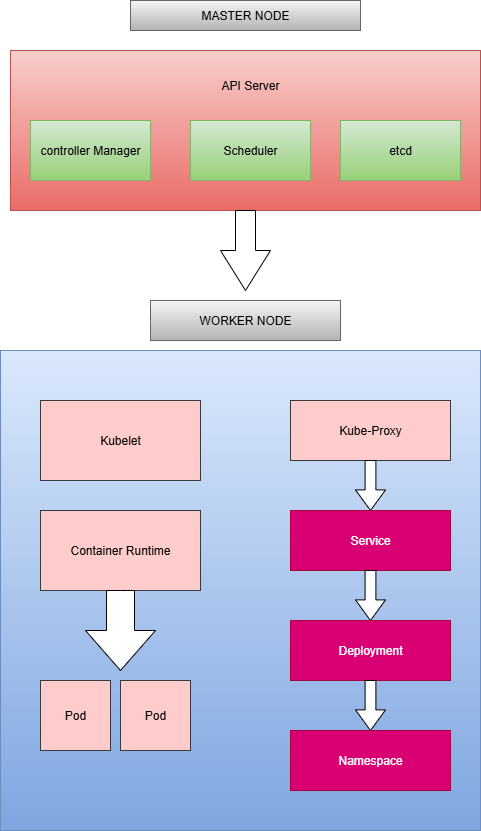 MASTER NODE
API Server
controller Manager
Scheduler
etcd
WORKER NODE
Kubelet
Kube-Proxy
Container Runtime
Service
Deployment
Pod
Pod
Namespace